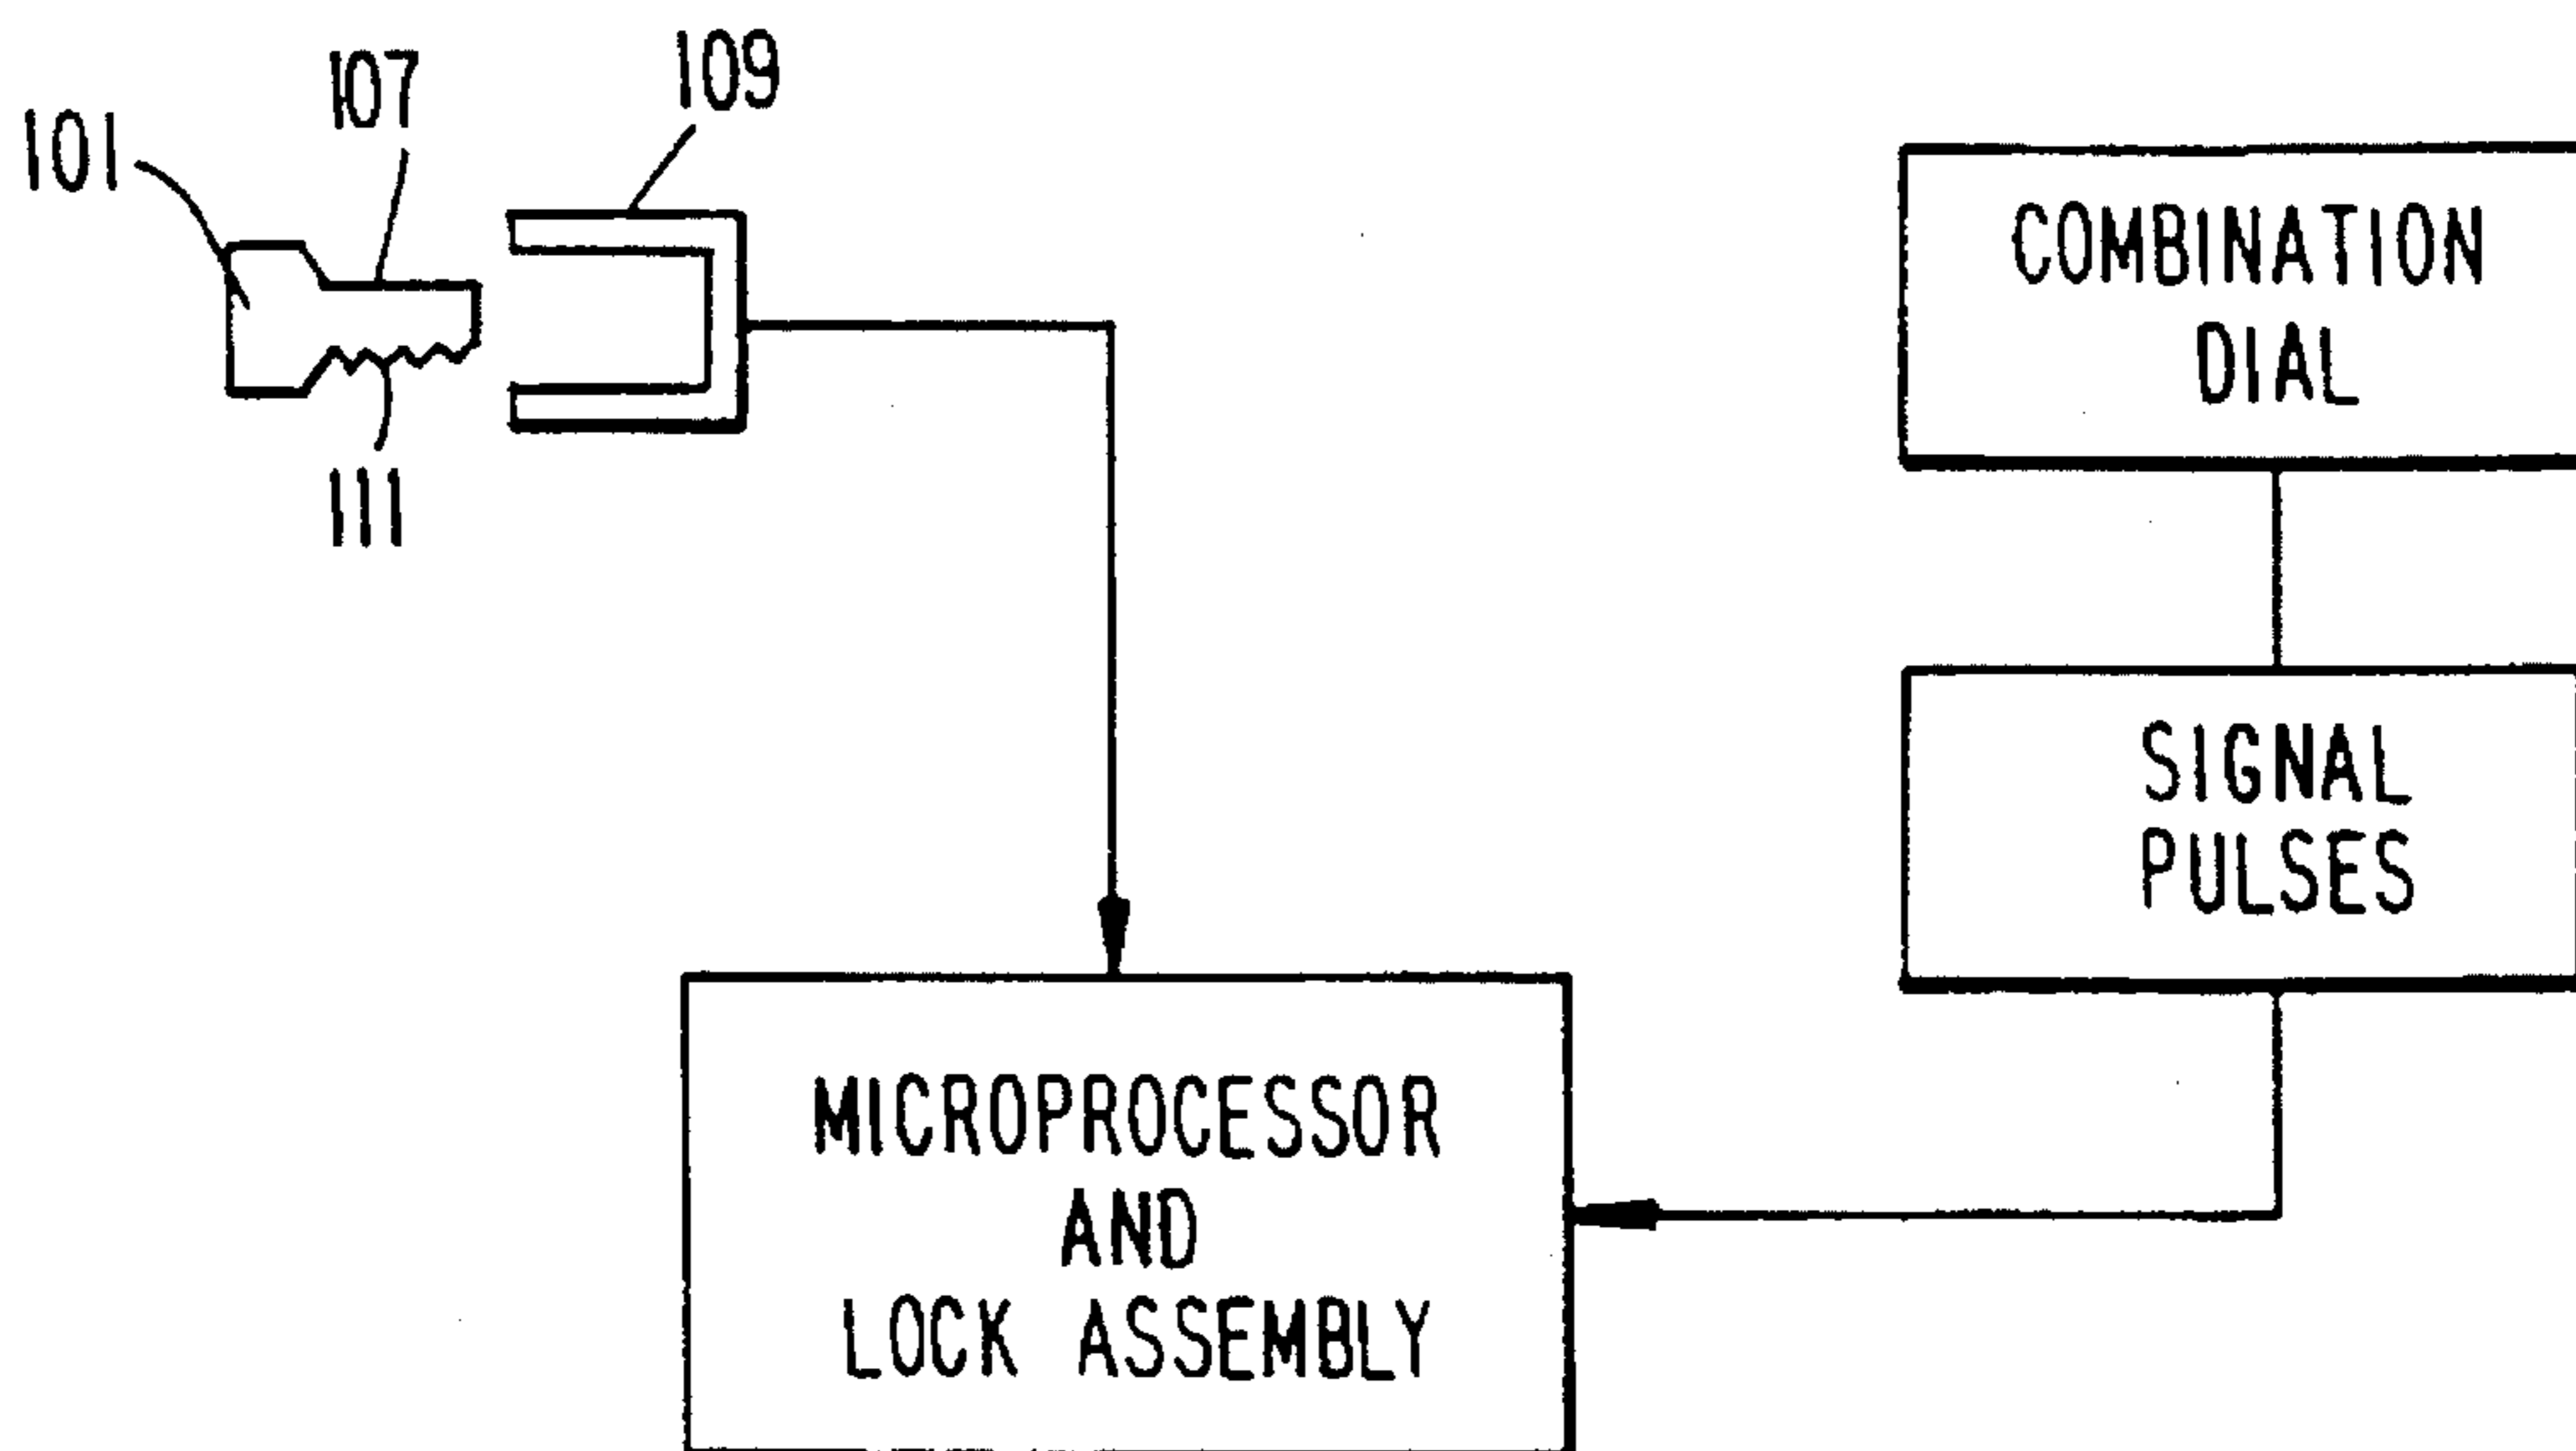 101
107
109
111
COMBINATION
DIAL
SIGNAL
PULSES
MICROPROCESSOR
AND
LOCK ASSEMBLY